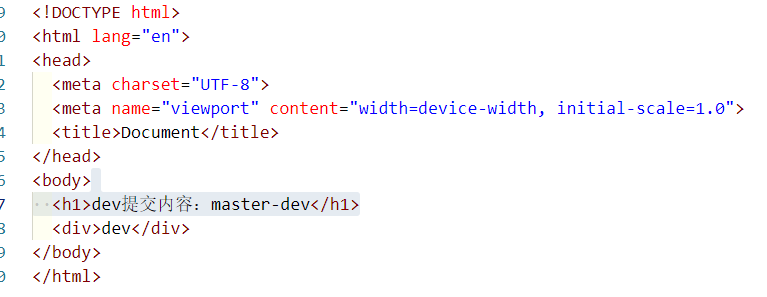 9 <!DOCTYPE html>
0 <html lang="en">
1 <head>
2 <meta charset="UTF-8">
3 <meta name="viewport" content="width=device-width, initial-scale=1.0">
4 <title>Document</title>
5 </head>
6 <body>
7 <h1>dev提交内容：master-dev</h1>
8 <div>dev</div>
9 </body>
0 </html>